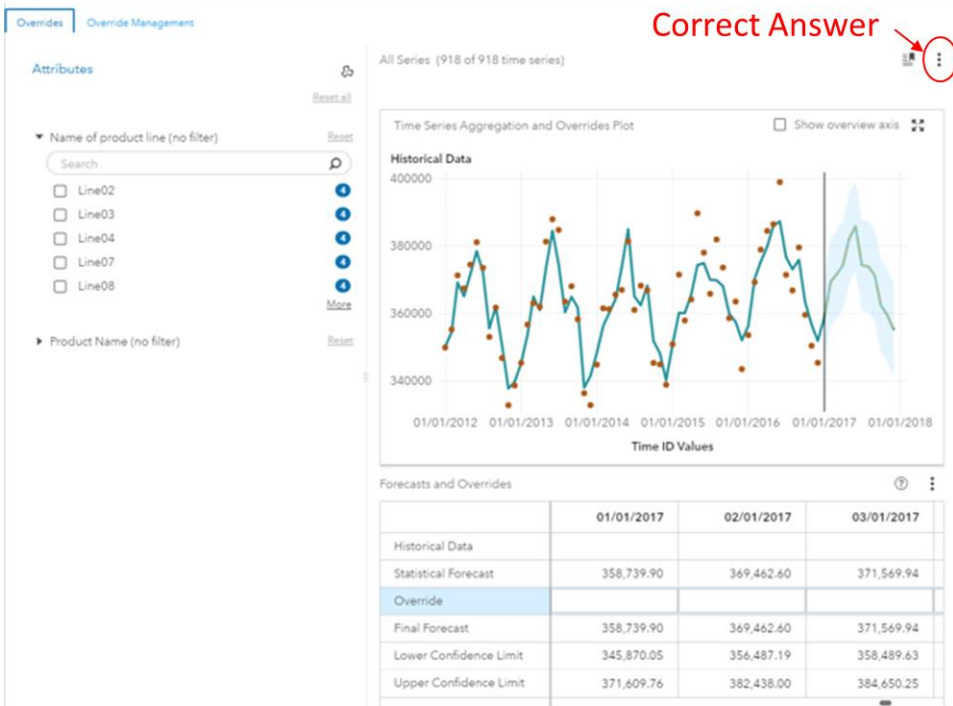 Correct Answer
Overrides Override Management
Attributes
Reset all
Name of product line (no filter) Reset
Search
Line02 4
Line03 4
Line04 4
Line07 4
Line08 4
More
Product Name (no filter) Reset
All Series (918 of 918 time series)
Time Series Aggregation and Overrides Plot Show overview axis
Historical Data
400000
380000
360000
340000
01/01/2012 01/01/2013 01/01/2014 01/01/2015 01/01/2016 01/01/2017 01/01/2018
Time ID Values
Forecasts and Overrides ?
01/01/2017 02/01/2017 03/01/2017
Historical Data
Statistical Forecast 358,739.90 369,462.60 371,569.94
Override
Final Forecast 358,739.90 369,462.60 371,569.94
Lower Confidence Limit 345,870.05 356,487.19 358,489.63
Upper Confidence Limit 371,609.76 382,438.00 384,650.25